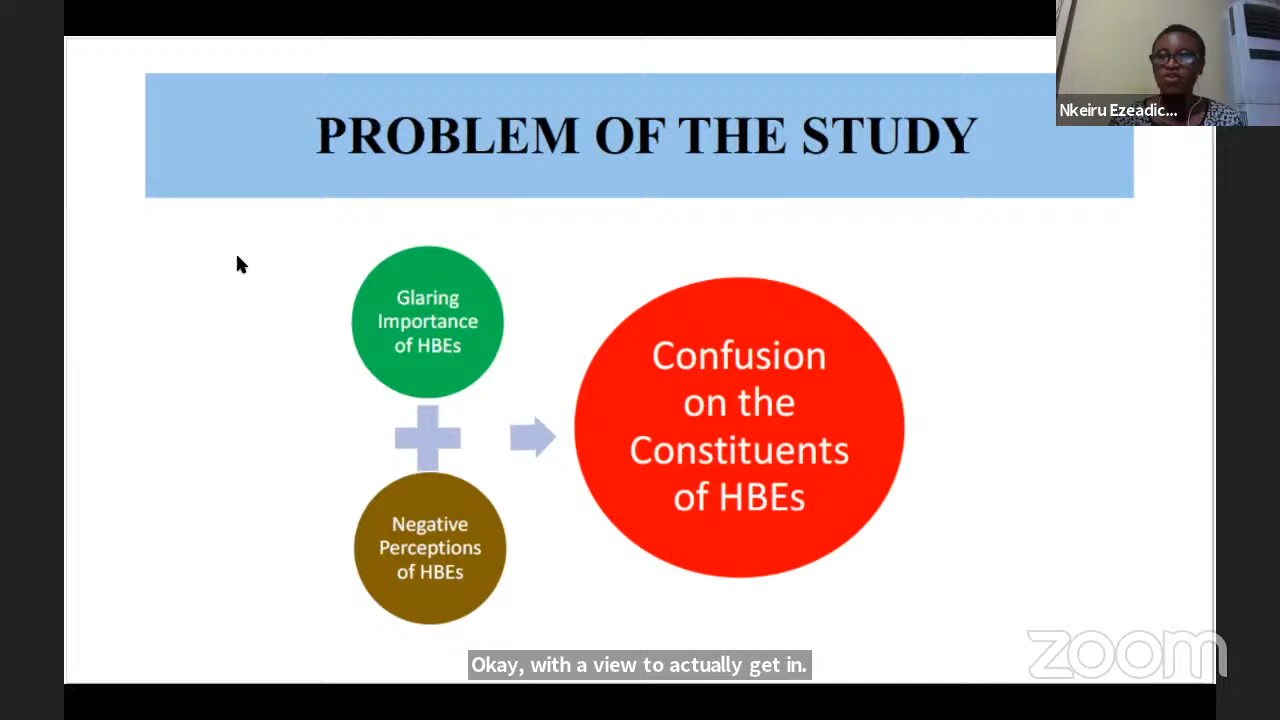 PROBLEM OF THE STUDY
Nkeiru Ezeadic...
Glaring
Importance
of HBEs
Negative
Perceptions
of HBEs
Confusion
on the
Constituents
of HBEs
Okay, with a view to actually get in.
zoom